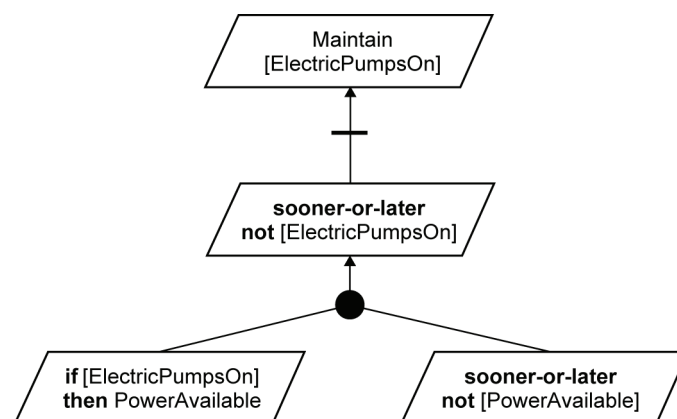 Maintain
[ElectricPumpsOn]
sooner-or-later
not [ElectricPumpsOn]
if [ElectricPumpsOn]
then PowerAvailable
sooner-or-later
not [PowerAvailable]